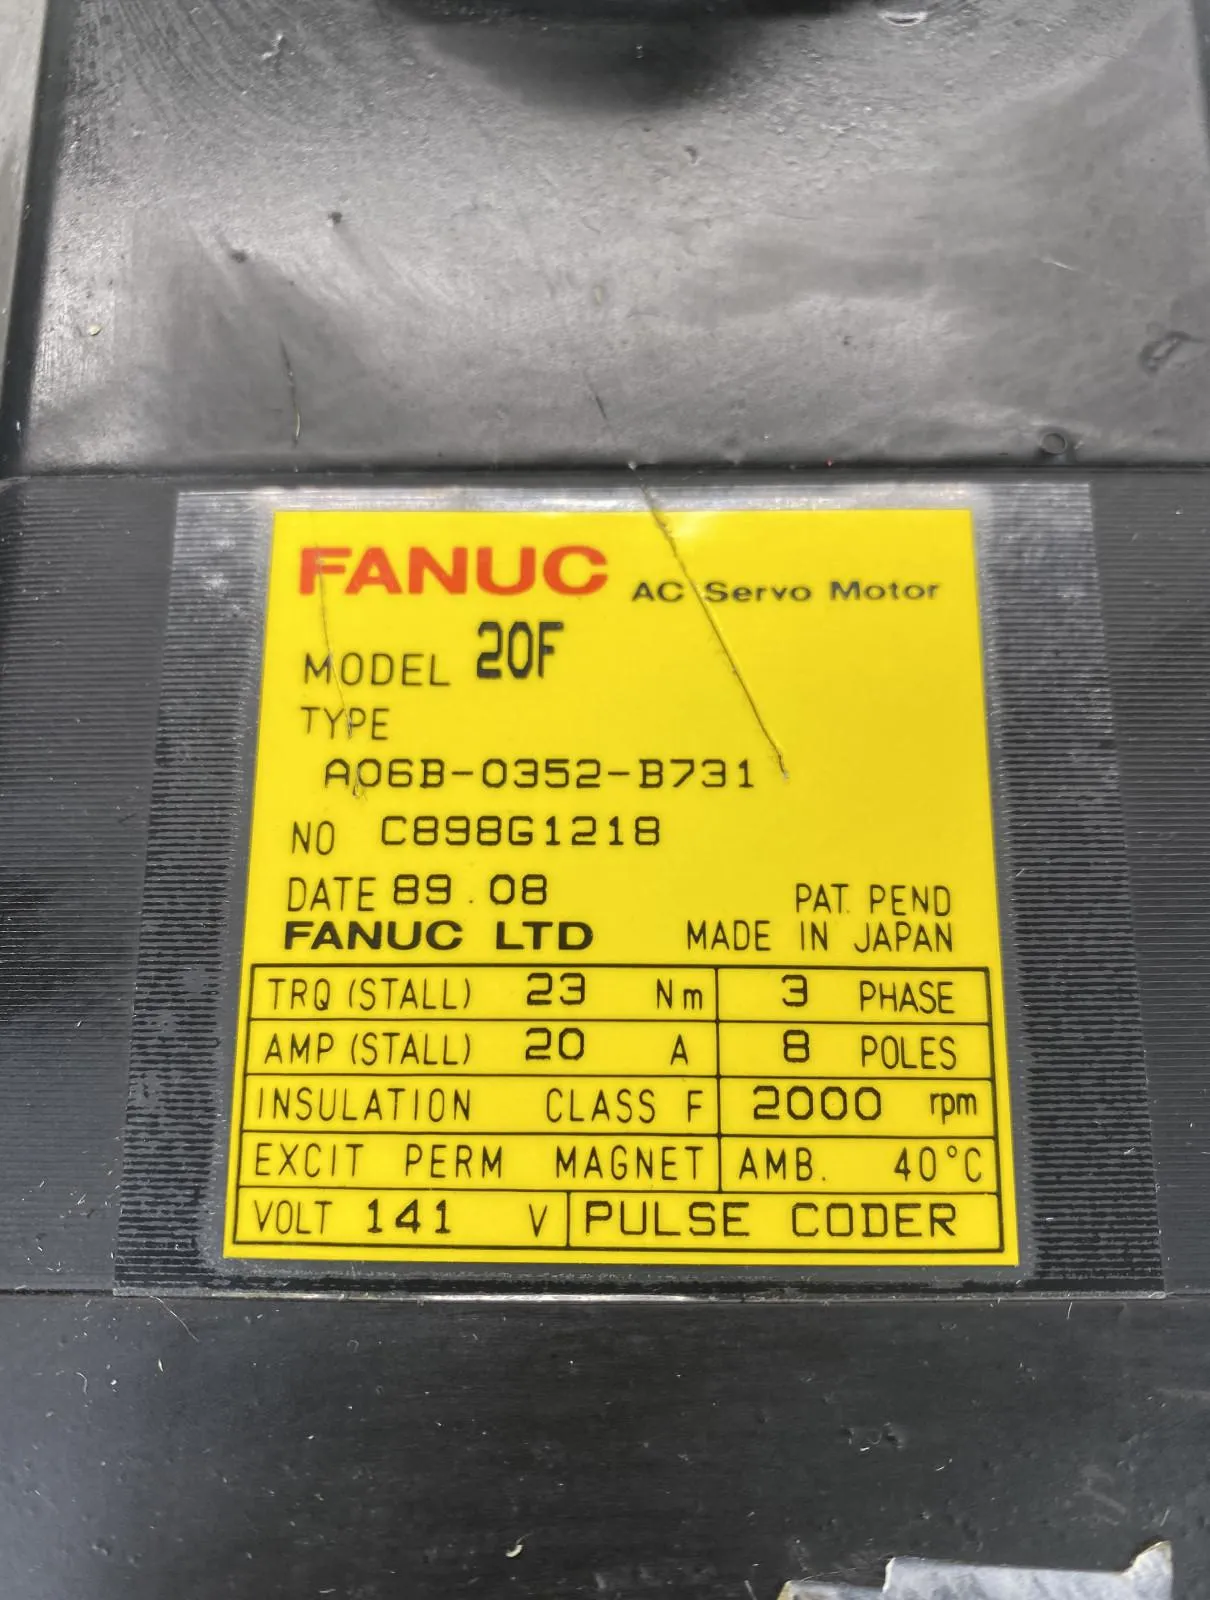 FANUC AC Servo Motor
MODEL 20F
TYPE
A06B-0352-B731
NO C898G1218
DATE 89.08 PAT. PEND
FANUC LTD MADE IN JAPAN
TRQ (STALL) 23 Nm 3 PHASE
AMP (STALL) 20 A 8 POLES
INSULATION CLASS F 2000 rpm
EXCIT PERM MAGNET AMB. 40°C
VOLT 141 V PULSE CODER